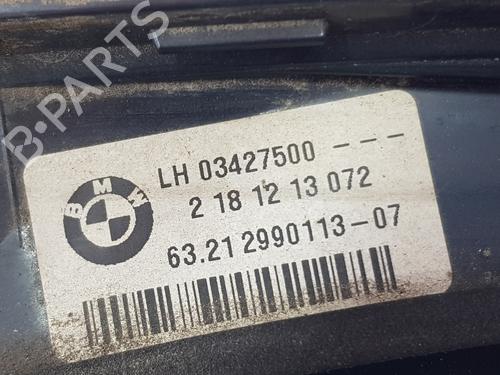 B-PARTS
BMW
LH 03427500 ---
2 18 12 13 072
63.21 2990113-07